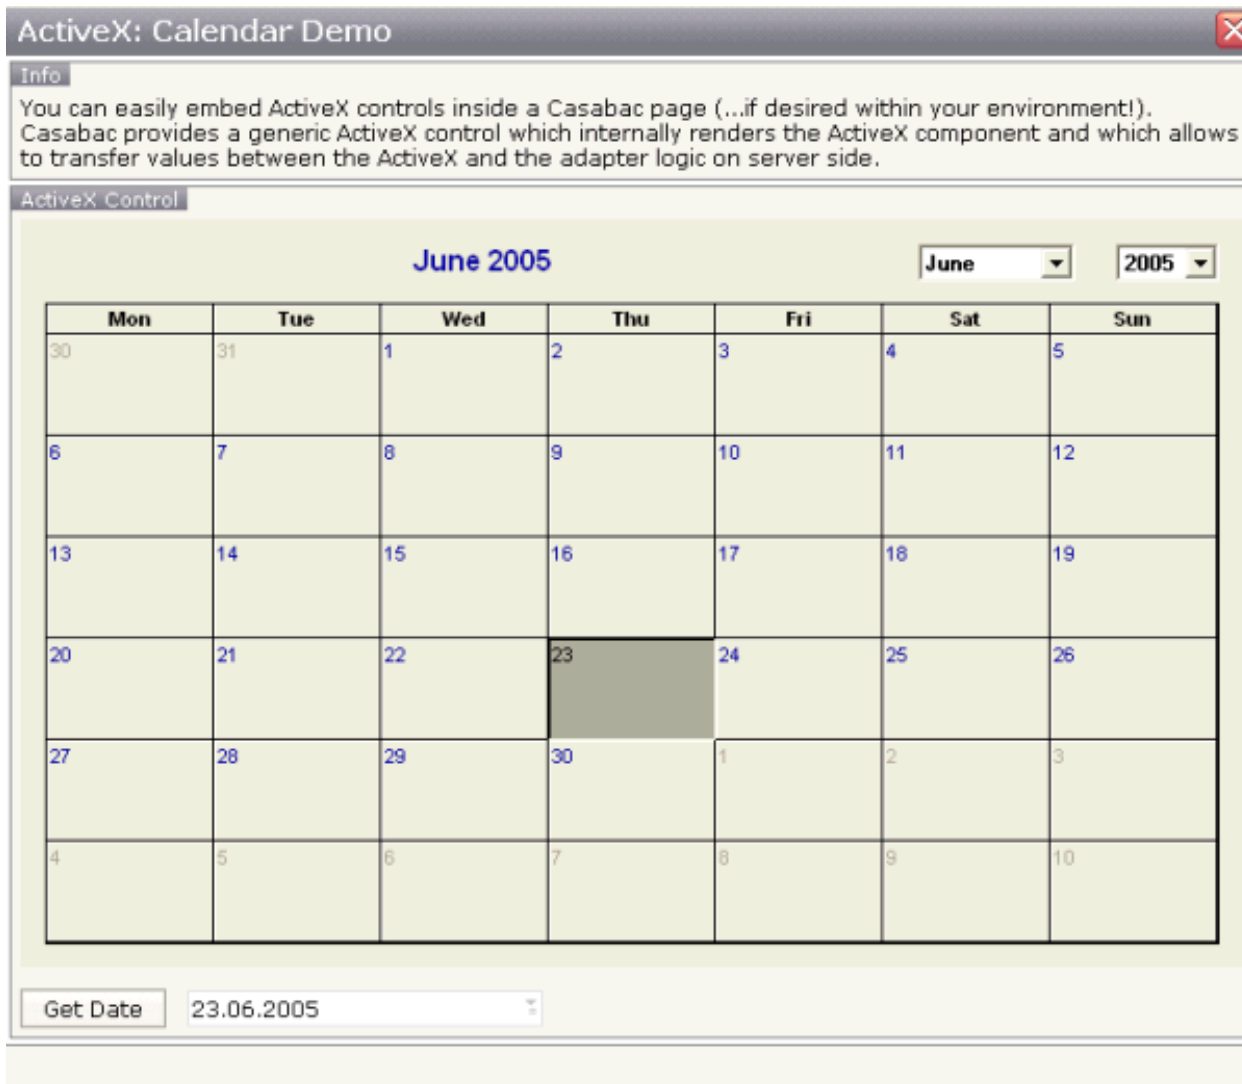 ActiveX: Calendar Demo
Info
You can easily embed ActiveX controls inside a Casabac page (...if desired within your environment!).
Casabac provides a generic ActiveX control which internally renders the ActiveX component and which allows
to transfer values between the ActiveX and the adapter logic on server side.
ActiveX Control
June 2005 June 2005
Mon Tue Wed Thu Fri Sat Sun
30 31 1 2 3 4 5
6 7 8 9 10 11 12
13 14 15 16 17 18 19
20 21 22 23 24 25 26
27 28 29 30 1 2 3
4 5 6 7 8 9 10
Get Date 23.06.2005